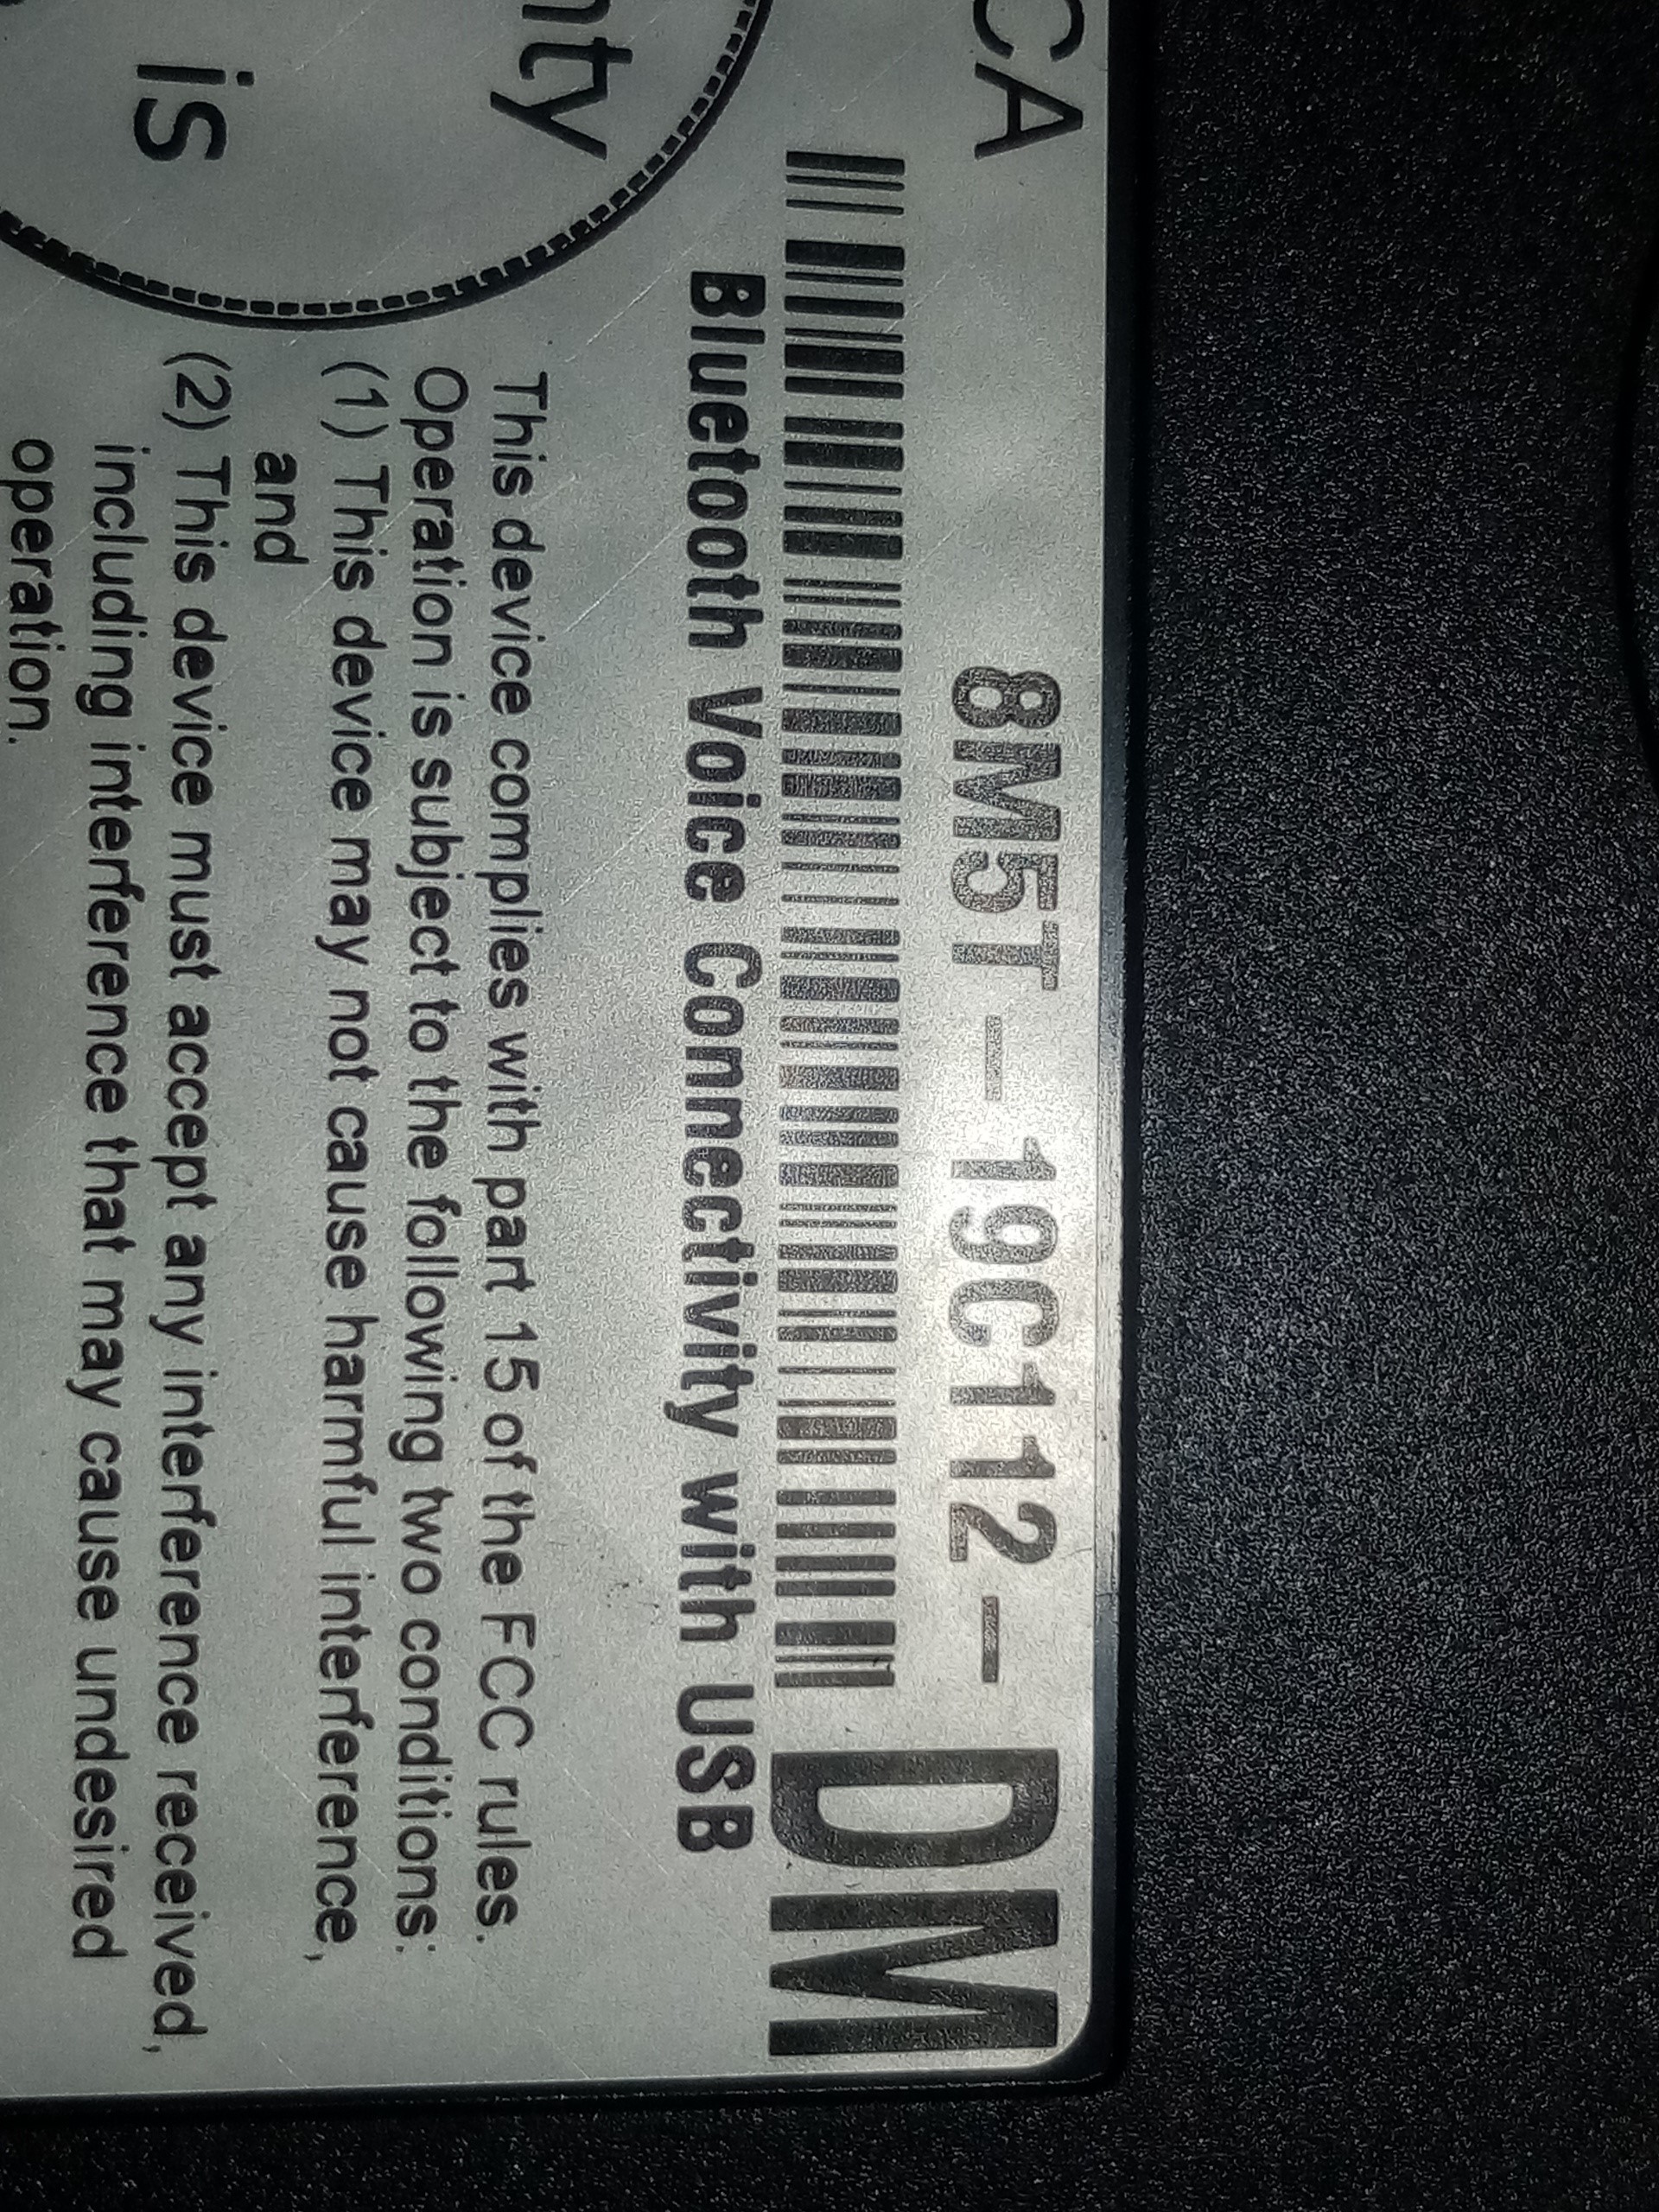 CA
8M5T - 19C112 - DM
Bluetooth Voice Connectivity with USB
This device complies with part 15 of the FCC rules.
Operation is subject to the following two conditions:
(1) This device may not cause harmful interference,
and
(2) This device must accept any interference received,
including interference that may cause undesired
operation.
nty
is